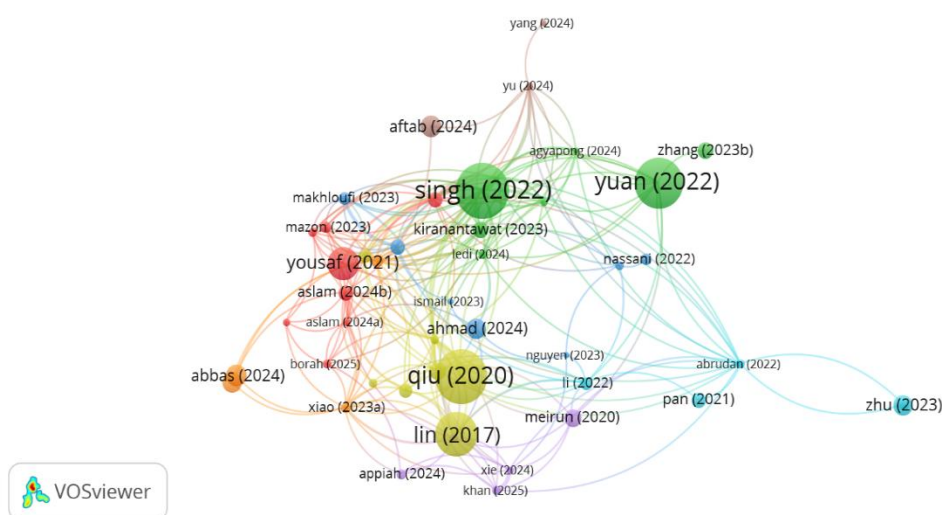 yang (2024)
yu (2024)
aftab (2024)
agyapong (2024)
zhang (2023b)
singh (2022)
yuan (2022)
makhloufi (2023)
mazon (2023)
kiranantawat (2023)
ledi (2024)
yousaf (2021)
nassani (2022)
aslam (2024b)
ismail (2023)
aslam (2024a)
ahmad (2024)
borah (2025)
nguyen (2023)
abrudan (2022)
abbas (2024)
qiu (2020)
li (2022)
xiao (2023a)
pan (2021)
zhu (2023)
meirun (2020)
lin (2017)
appiah (2024)
xie (2024)
khan (2025)
VOSviewer